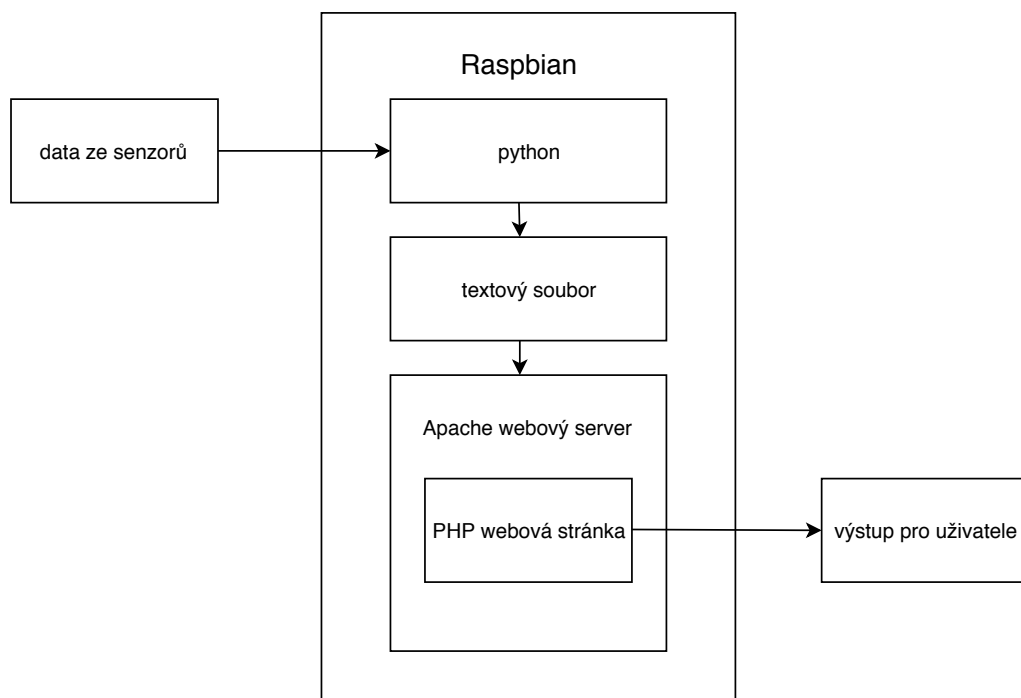 Raspbian
data ze senzorů
python
textový soubor
Apache webový server
PHP webová stránka
výstup pro uživatele